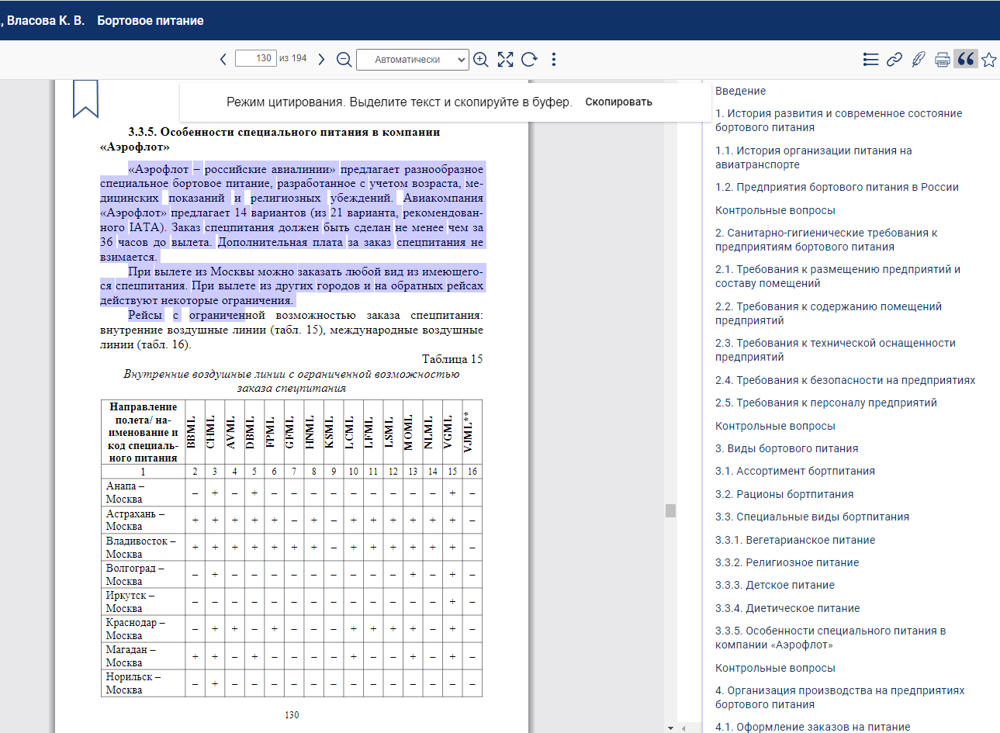 , Власова К. В. Бортовое питание
130 из 194 Автоматически
Режим цитирования. Выделите текст и скопируйте в буфер. Скопировать
3.3.5. Особенности специального питания в компании
«Аэрофлот»
«Аэрофлот – российские авиалинии» предлагает разнообразное
специальное бортовое питание, разработанное с учетом возраста, ме-
дицинских показаний и религиозных убеждений. Авиакомпания
«Аэрофлот» предлагает 14 вариантов (из 21 варианта, рекомендован-
ного IATA). Заказ спецпитания должен быть сделан не менее чем за
36 часов до вылета. Дополнительная плата за заказ спецпитания не
взимается.
При вылете из Москвы можно заказать любой вид из имеющего-
ся спецпитания. При вылете из других городов и на обратных рейсах
действуют некоторые ограничения.
Рейсы с ограниченной возможностью заказа спецпитания:
внутренние воздушные линии (табл. 15), международные воздушные
линии (табл. 16).
Таблица 15
Внутренние воздушные линии с ограниченной возможностью
заказа спецпитания
Направление
полета/ на-
именование и
код специаль-
ного питания
BBML CHML AVML DBML FPML GFML HNML KSML LCML LFML LSML MOML NLML VGML VJML**
1 2 3 4 5 6 7 8 9 10 11 12 13 14 15 16
Анапа –
Москва
– + – + – – – – – – – – – + –
Астрахань –
Москва
+ + + + + – + – + + + + + + –
Владивосток –
Москва
+ + + + + + + – + + + + + + –
Волгоград –
Москва
– + – – – – – – – – – + – + –
Иркутск –
Москва
– – – – – – – – – – – – – + –
Краснодар –
Москва
– + + – + – – – + + + + – + –
Магадан –
Москва
+ + – + – – – – + – – + – + –
Норильск –
Москва
– + – – – – – – – – – – – – –
130
Введение
1. История развития и современное состояние
бортового питания
1.1. История организации питания на
авиатранспорте
1.2. Предприятия бортового питания в России
Контрольные вопросы
2. Санитарно-гигиенические требования к
предприятиям бортового питания
2.1. Требования к размещению предприятий и
составу помещений
2.2. Требования к содержанию помещений
предприятий
2.3. Требования к технической оснащенности
предприятий
2.4. Требования к безопасности на предприятиях
2.5. Требования к персоналу предприятий
Контрольные вопросы
3. Виды бортового питания
3.1. Ассортимент бортпитания
3.2. Рационы бортпитания
3.3. Специальные виды бортпитания
3.3.1. Вегетарианское питание
3.3.2. Религиозное питание
3.3.3. Детское питание
3.3.4. Диетическое питание
3.3.5. Особенности специального питания в
компании «Аэрофлот»
Контрольные вопросы
4. Организация производства на предприятиях
бортового питания
4.1. Оформление заказов на питание